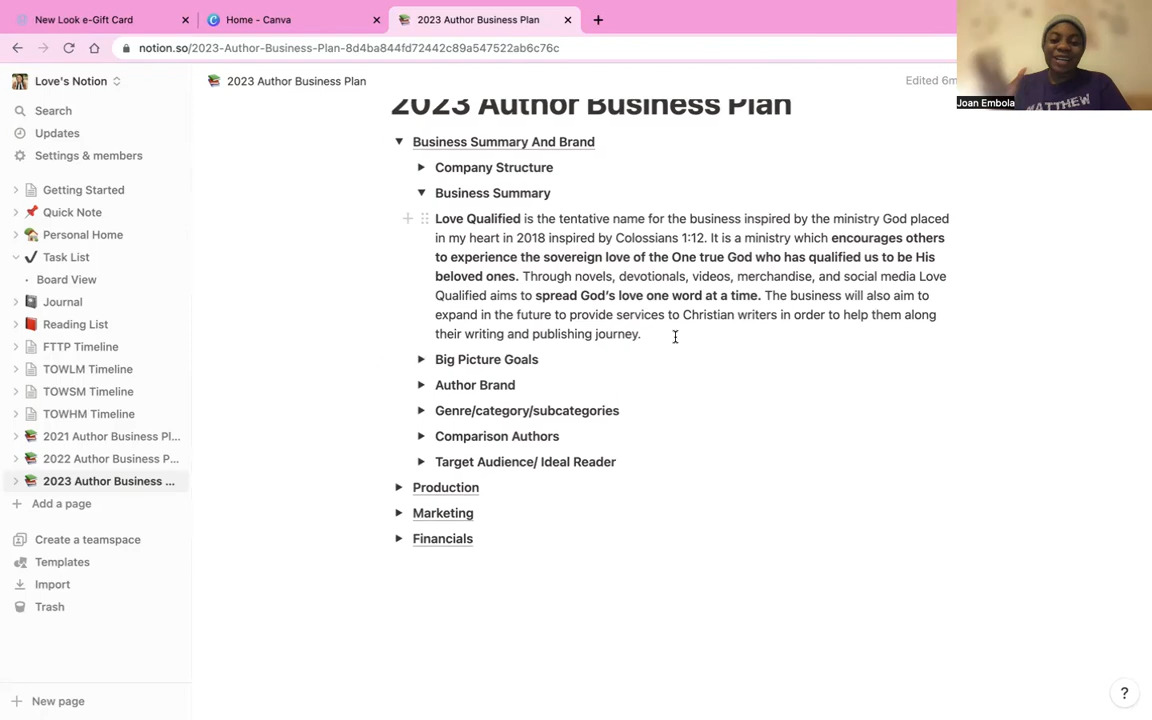 New Look e-Gift Card
Home - Canva
2023 Author Business Plan
notion.so/2023-Author-Business-Plan-8d4ba844fd72442c89a547522ab6c76c
Love's Notion
2023 Author Business Plan
Edited 6m
Joan Embola
MATTHEW
Search
Updates
Settings & members
Getting Started
Quick Note
Personal Home
Task List
Board View
Journal
Reading List
FTTP Timeline
TOWLM Timeline
TOWSM Timeline
TOWHM Timeline
2021 Author Business Pl...
2022 Author Business P...
2023 Author Business ...
Add a page
Create a teamspace
Templates
Import
Trash
New page
2023 Author Business Plan
Business Summary And Brand
Company Structure
Business Summary
Love Qualified is the tentative name for the business inspired by the ministry God placed
in my heart in 2018 inspired by Colossians 1:12. It is a ministry which encourages others
to experience the sovereign love of the One true God who has qualified us to be His
beloved ones. Through novels, devotionals, videos, merchandise, and social media Love
Qualified aims to spread God's love one word at a time. The business will also aim to
expand in the future to provide services to Christian writers in order to help them along
their writing and publishing journey.
Big Picture Goals
Author Brand
Genre/category/subcategories
Comparison Authors
Target Audience/ Ideal Reader
Production
Marketing
Financials
?